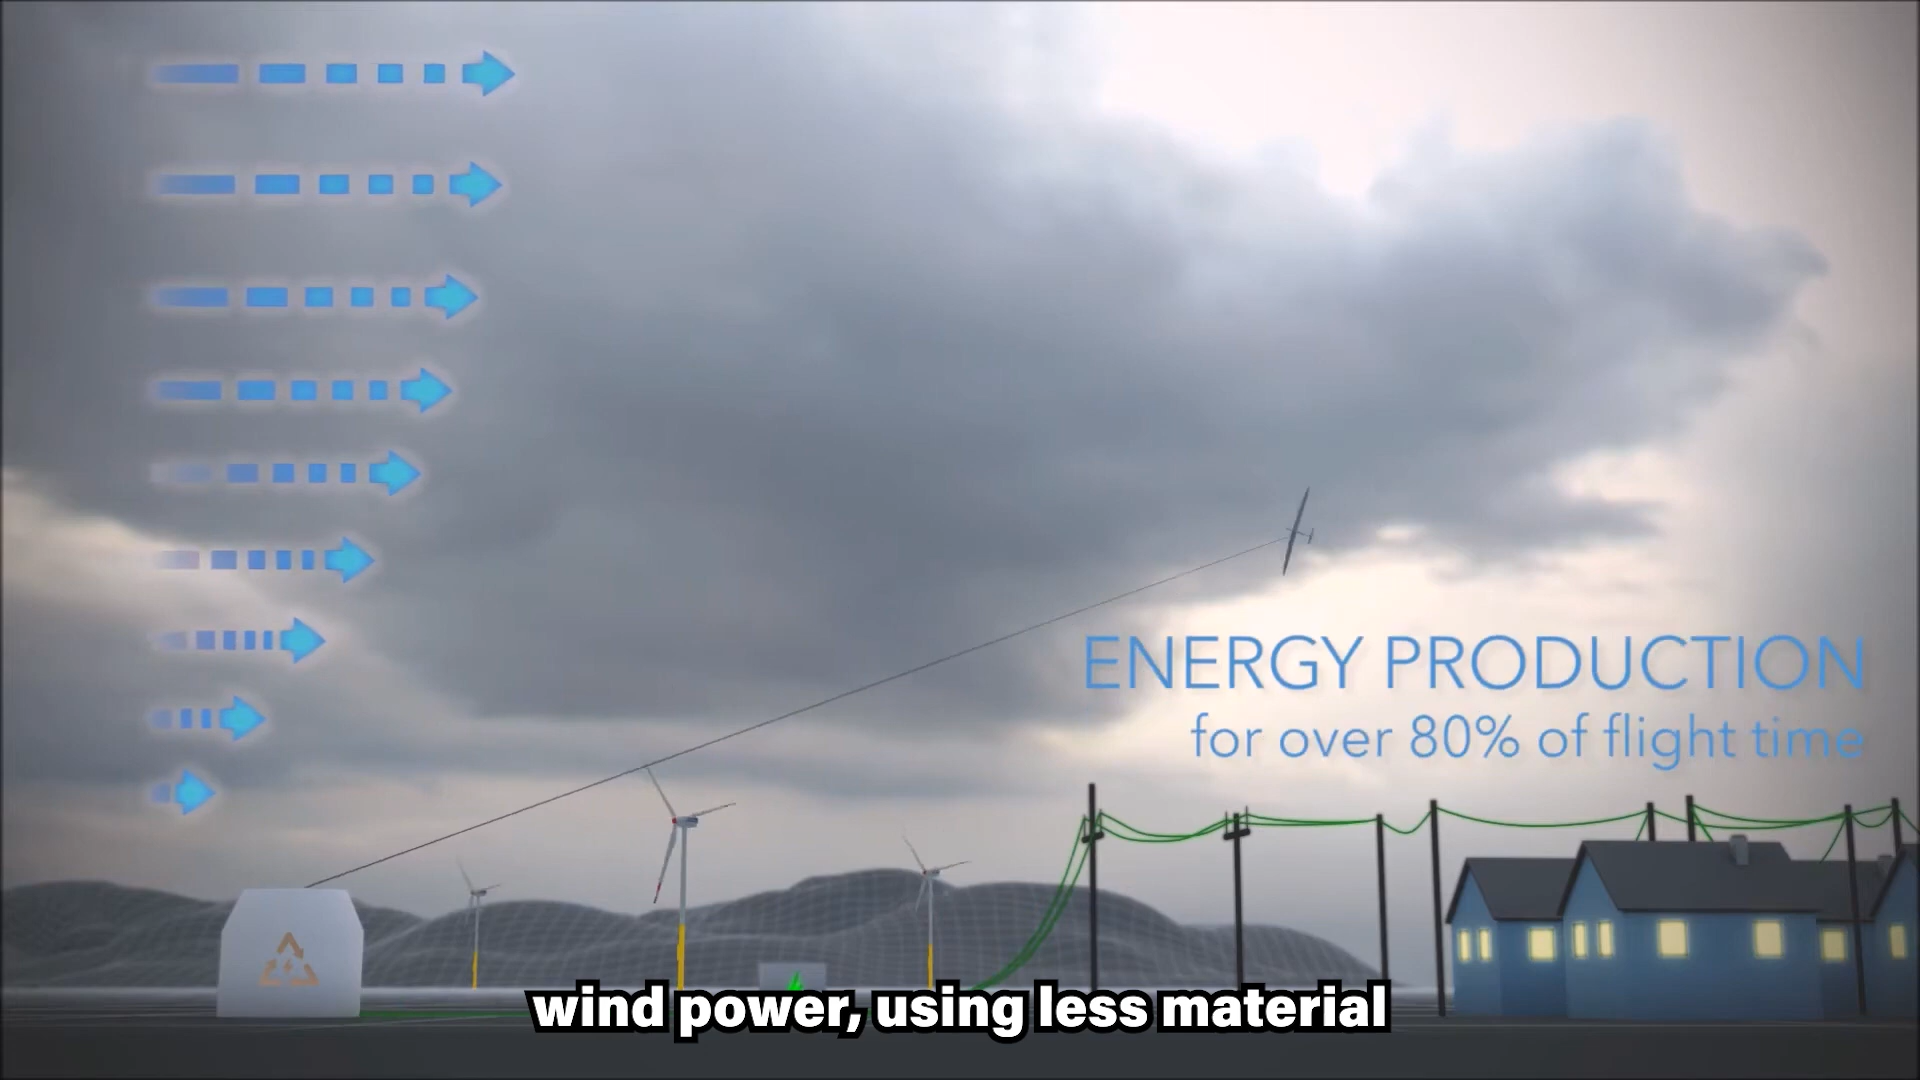 ENERGY PRODUCTION
for over 80% of flight time
wind power, using less material